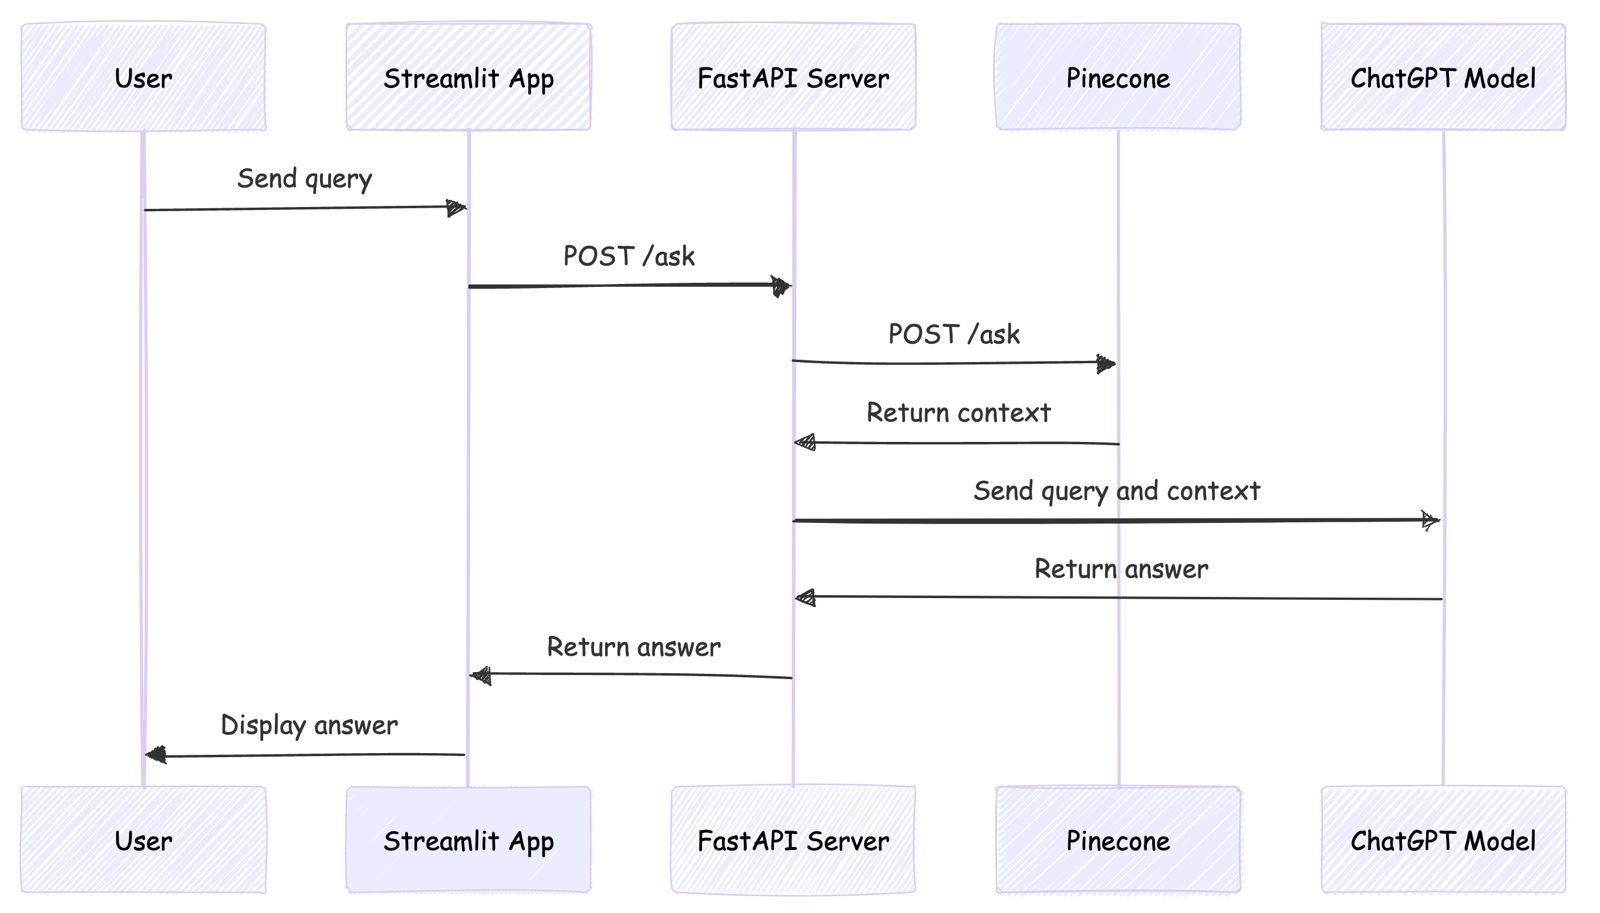 User
Streamlit App
FastAPI Server
Pinecone
ChatGPT Model
Send query
POST /ask
POST /ask
Return context
Send query and context
Return answer
Return answer
Display answer
User
Streamlit App
FastAPI Server
Pinecone
ChatGPT Model